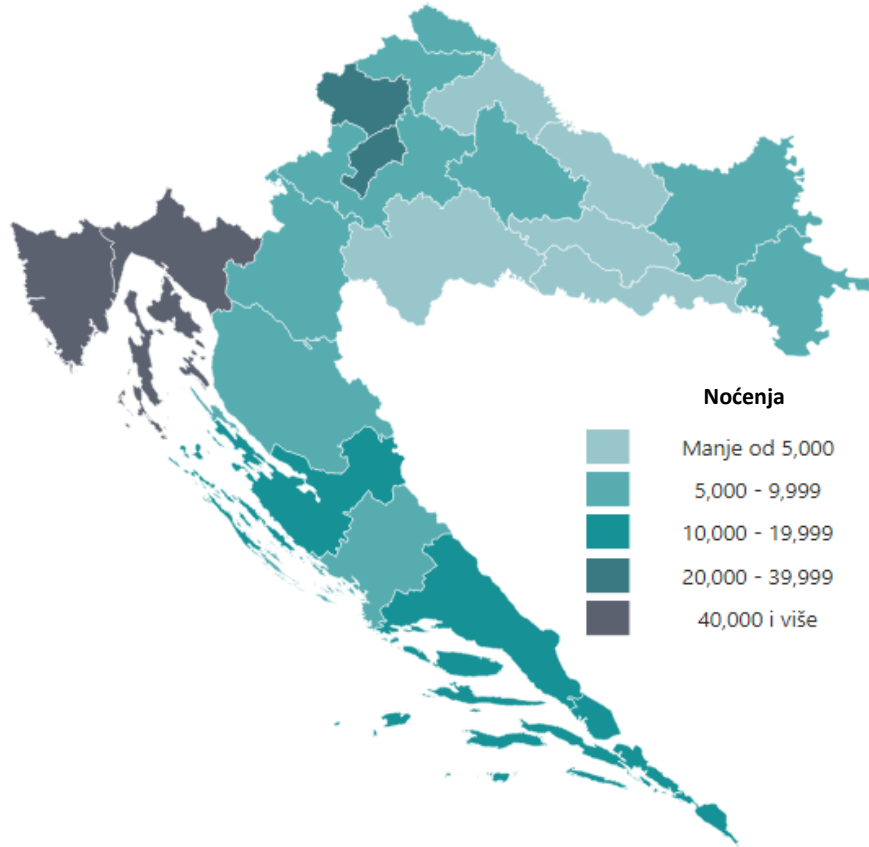 Noćenja
Manje od 5,000
5,000 - 9,999
10,000 - 19,999
20,000 - 39,999
40,000 i više